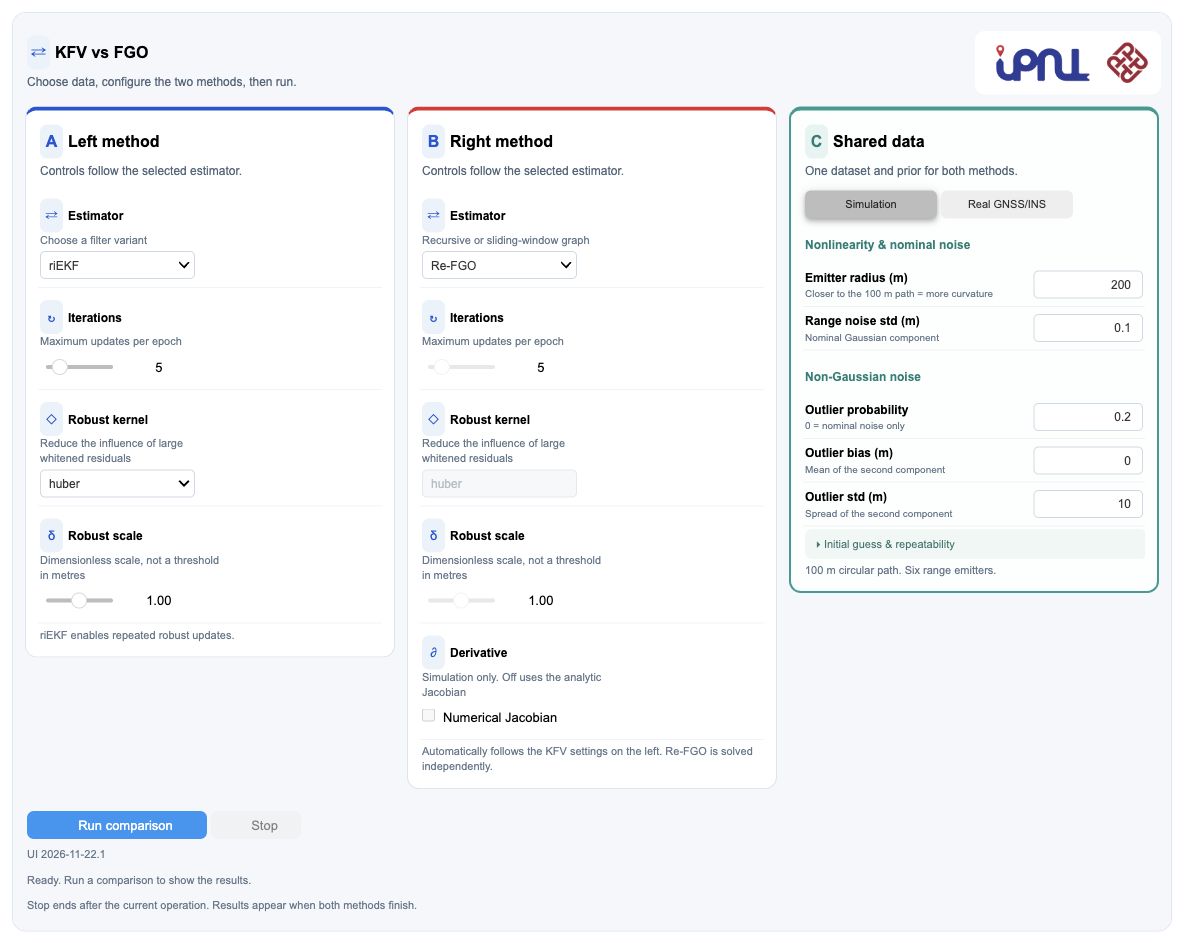 KFV vs FGO
Choose data, configure the two methods, then run.
ipnl
A Left method
Controls follow the selected estimator.
Estimator
Choose a filter variant
riEKF
Iterations
Maximum updates per epoch
5
Robust kernel
Reduce the influence of large
whitened residuals
huber
δ Robust scale
Dimensionless scale, not a threshold
in metres
1.00
riEKF enables repeated robust updates.
B Right method
Controls follow the selected estimator.
Estimator
Recursive or sliding-window graph
Re-FGO
Iterations
Maximum updates per epoch
5
Robust kernel
Reduce the influence of large
whitened residuals
huber
δ Robust scale
Dimensionless scale, not a threshold
in metres
1.00
∂ Derivative
Simulation only. Off uses the analytic
Jacobian
Numerical Jacobian
Automatically follows the KFV settings on the left. Re-FGO is solved
independently.
C Shared data
One dataset and prior for both methods.
Simulation Real GNSS/INS
Nonlinearity & nominal noise
Emitter radius (m)
Closer to the 100 m path = more curvature
200
Range noise std (m)
Nominal Gaussian component
0.1
Non-Gaussian noise
Outlier probability
0 = nominal noise only
0.2
Outlier bias (m)
Mean of the second component
0
Outlier std (m)
Spread of the second component
10
Initial guess & repeatability
100 m circular path. Six range emitters.
Run comparison Stop
UI 2026-11-22.1
Ready. Run a comparison to show the results.
Stop ends after the current operation. Results appear when both methods finish.